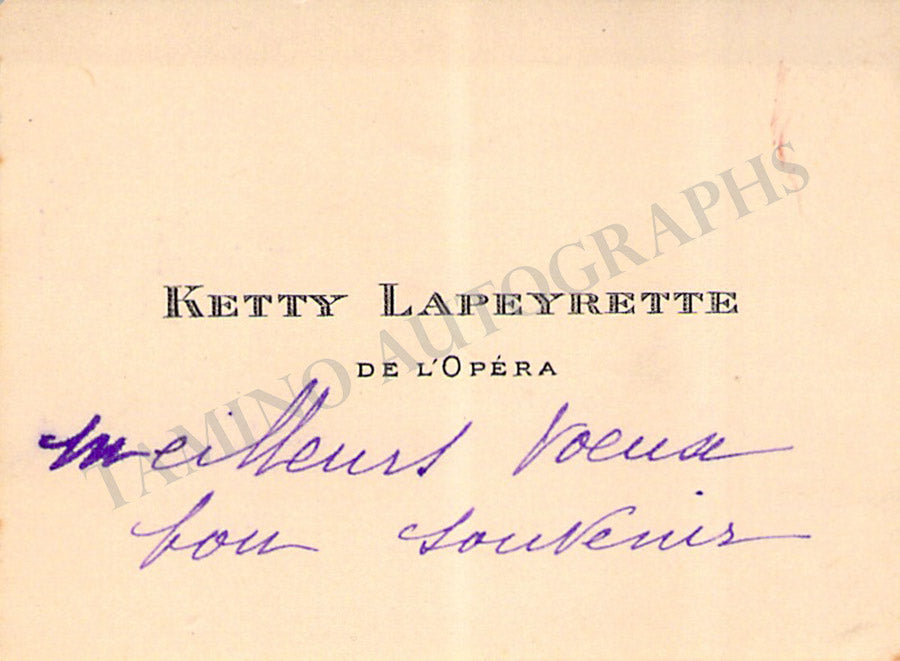 KETTY LAPEYRETTE
DE L'OPÉRA
meilleurs voeux
bon souvenir
TAMINO AUTOGRAPHS